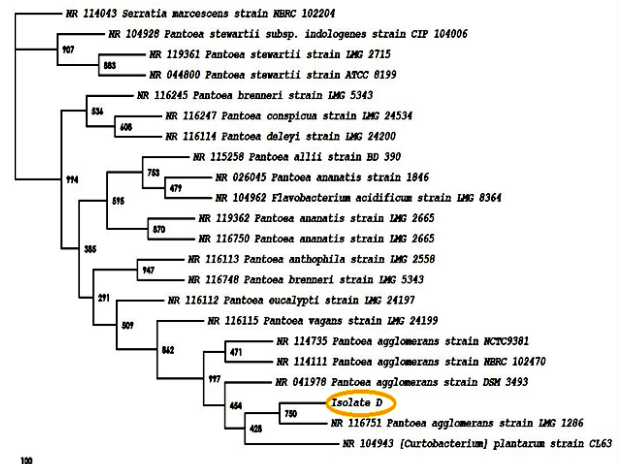 NR 114043 Serratia marcescens strain NBRC 102204
NR 104928 Pantoea stewartii subsp. indologenes strain CIP 104006
907
NR 119361 Pantoea stewartii strain LMG 2715
883
NR 044800 Pantoea stewartii strain ATCC 8199
NR 116245 Pantoea brenneri strain LMG 5343
536
NR 116247 Pantoea conspicua strain LMG 24534
608
NR 116114 Pantoea deleyi strain LMG 24200
NR 115258 Pantoea allii strain BD 390
994
753
NR 026045 Pantoea ananatis strain 1846
479
595
NR 104962 Flavobacterium acidificum strain LMG 8364
NR 119362 Pantoea ananatis strain LMG 2665
870
NR 116750 Pantoea ananatis strain LMG 2665
385
NR 116113 Pantoea anthophila strain LMG 2558
947
NR 116748 Pantoea brenneri strain LMG 5343
291
NR 116112 Pantoea eucalypti strain LMG 24197
509
NR 116115 Pantoea vagans strain LMG 24199
862
NR 114735 Pantoea agglomerans strain NCTC9381
471
NR 114111 Pantoea agglomerans strain NBRC 102470
997
NR 041978 Pantoea agglomerans strain DSM 3493
454
Isolate D
750
NR 116751 Pantoea agglomerans strain LMG 1286
428
NR 104943 [Curtobacterium] plantarum strain CL63
100